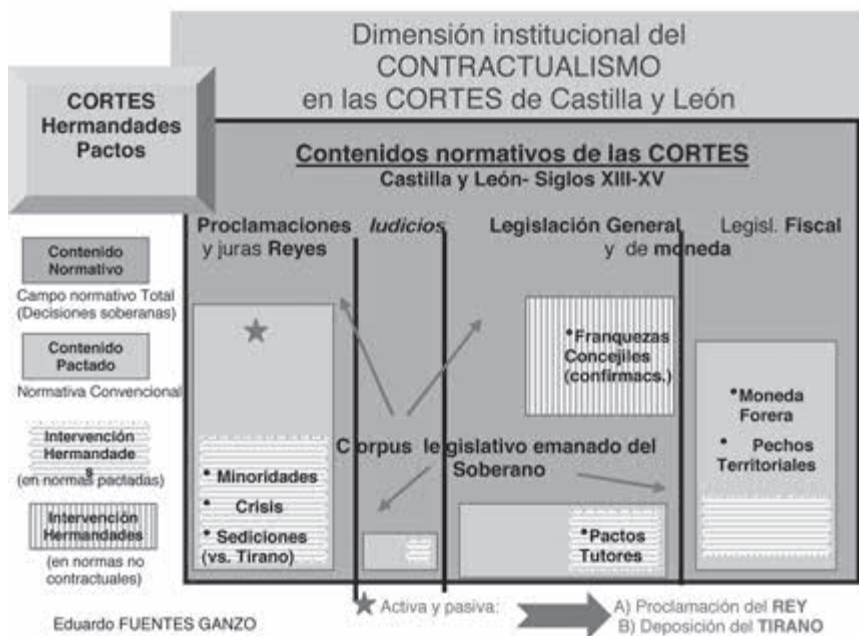 Dimensión institucional del
CONTRACTUALISMO
en las CORTES de Castilla y León
CORTES
Hermandades
Pactos
Contenidos normativos de las CORTES
Castilla y León- Siglos XIII-XV
Proclamaciones
y juras Reyes
Iudicios
Legislación General
y de moneda
Legisl. Fiscal
Contenido
Normativo
Campo normativo Total
(Decisiones soberanas)
Contenido
Pactado
Normativa Convencional
Intervención
Hermandade
s
(en normas pactadas)
Intervención
Hermandades
(en normas no
contractuales)
• Franquezas
Concejiles
(confirmacs.)
• Moneda
Forera
• Pechos
Territoriales
Corpus legislativo emanado del
Soberano
• Minoridades
• Crisis
• Sediciones
(vs. Tirano)
• Pactos
Tutores
Activa y pasiva:
A) Proclamación del REY
B) Deposición del TIRANO
Eduardo FUENTES GANZO